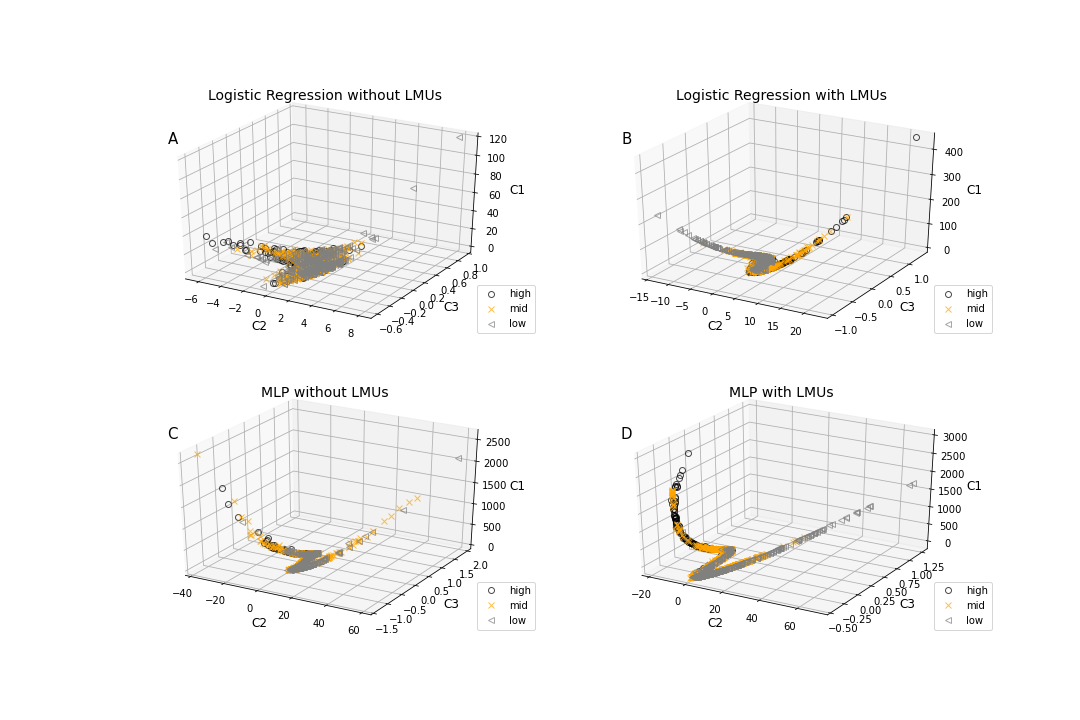 Logistic Regression without LMUs
A
120
100
80
60
40
20
0
C1
−6
−4
−2
0
2
4
6
8
C2
−0.6
−0.4
−0.2
0.0
0.2
0.4
0.6
0.8
1.0
C3
high
mid
low
Logistic Regression with LMUs
B
400
300
200
100
0
C1
−15
−10
−5
0
5
10
15
20
C2
−1.0
−0.5
0.0
0.5
1.0
C3
high
mid
low
MLP without LMUs
C
2500
2000
1500
1000
500
0
C1
−40
−20
0
20
40
60
C2
−1.5
−1.0
−0.5
0.0
0.5
1.0
1.5
2.0
C3
high
mid
low
MLP with LMUs
D
3000
2500
2000
1500
1000
500
0
C1
−20
0
20
40
60
C2
−0.50
−0.25
0.00
0.25
0.50
0.75
1.00
1.25
C3
high
mid
low